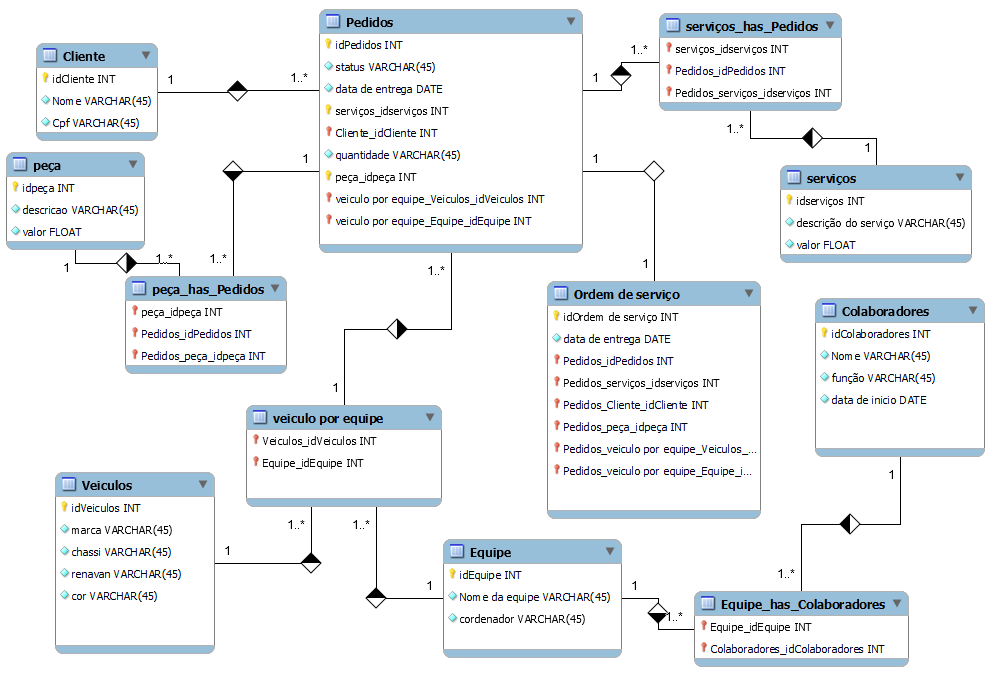 Pedidos
idPedidos INT
status VARCHAR(45)
data de entrega DATE
serviços_idserviços INT
Cliente_idCliente INT
quantidade VARCHAR(45)
peça_idpeça INT
veiculo por equipe_Veiculos_idVeiculos INT
veiculo por equipe_Equipe_idEquipe INT
serviços_has_Pedidos
serviços_idserviços INT
Pedidos_idPedidos INT
Pedidos_serviços_idserviços INT
Cliente
idCliente INT
Nome VARCHAR(45)
Cpf VARCHAR(45)
1
1..*
1
1..*
peça
idpeça INT
descricao VARCHAR(45)
valor FLOAT
1
1..*
1
1..*
1..*
1
serviços
idserviços INT
descrição do serviço VARCHAR(45)
valor FLOAT
peça_has_Pedidos
peça_idpeça INT
Pedidos_idPedidos INT
Pedidos_peça_idpeça INT
1
1
Ordem de serviço
idOrdem de serviço INT
data de entrega DATE
Pedidos_idPedidos INT
Pedidos_serviços_idserviços INT
Pedidos_Cliente_idCliente INT
Pedidos_peça_idpeça INT
Pedidos_veiculo por equipe_Veiculos_...
Pedidos_veiculo por equipe_Equipe_i...
Colaboradores
idColaboradores INT
Nome VARCHAR(45)
função VARCHAR(45)
data de inicio DATE
1..*
1
veiculo por equipe
Veiculos_idVeiculos INT
Equipe_idEquipe INT
Veiculos
idVeiculos INT
marca VARCHAR(45)
chassi VARCHAR(45)
renavan VARCHAR(45)
cor VARCHAR(45)
1
1..*
1..*
1
Equipe
idEquipe INT
Nome da equipe VARCHAR(45)
cordenador VARCHAR(45)
1
1..*
1
1..*
Equipe_has_Colaboradores
Equipe_idEquipe INT
Colaboradores_idColaboradores INT